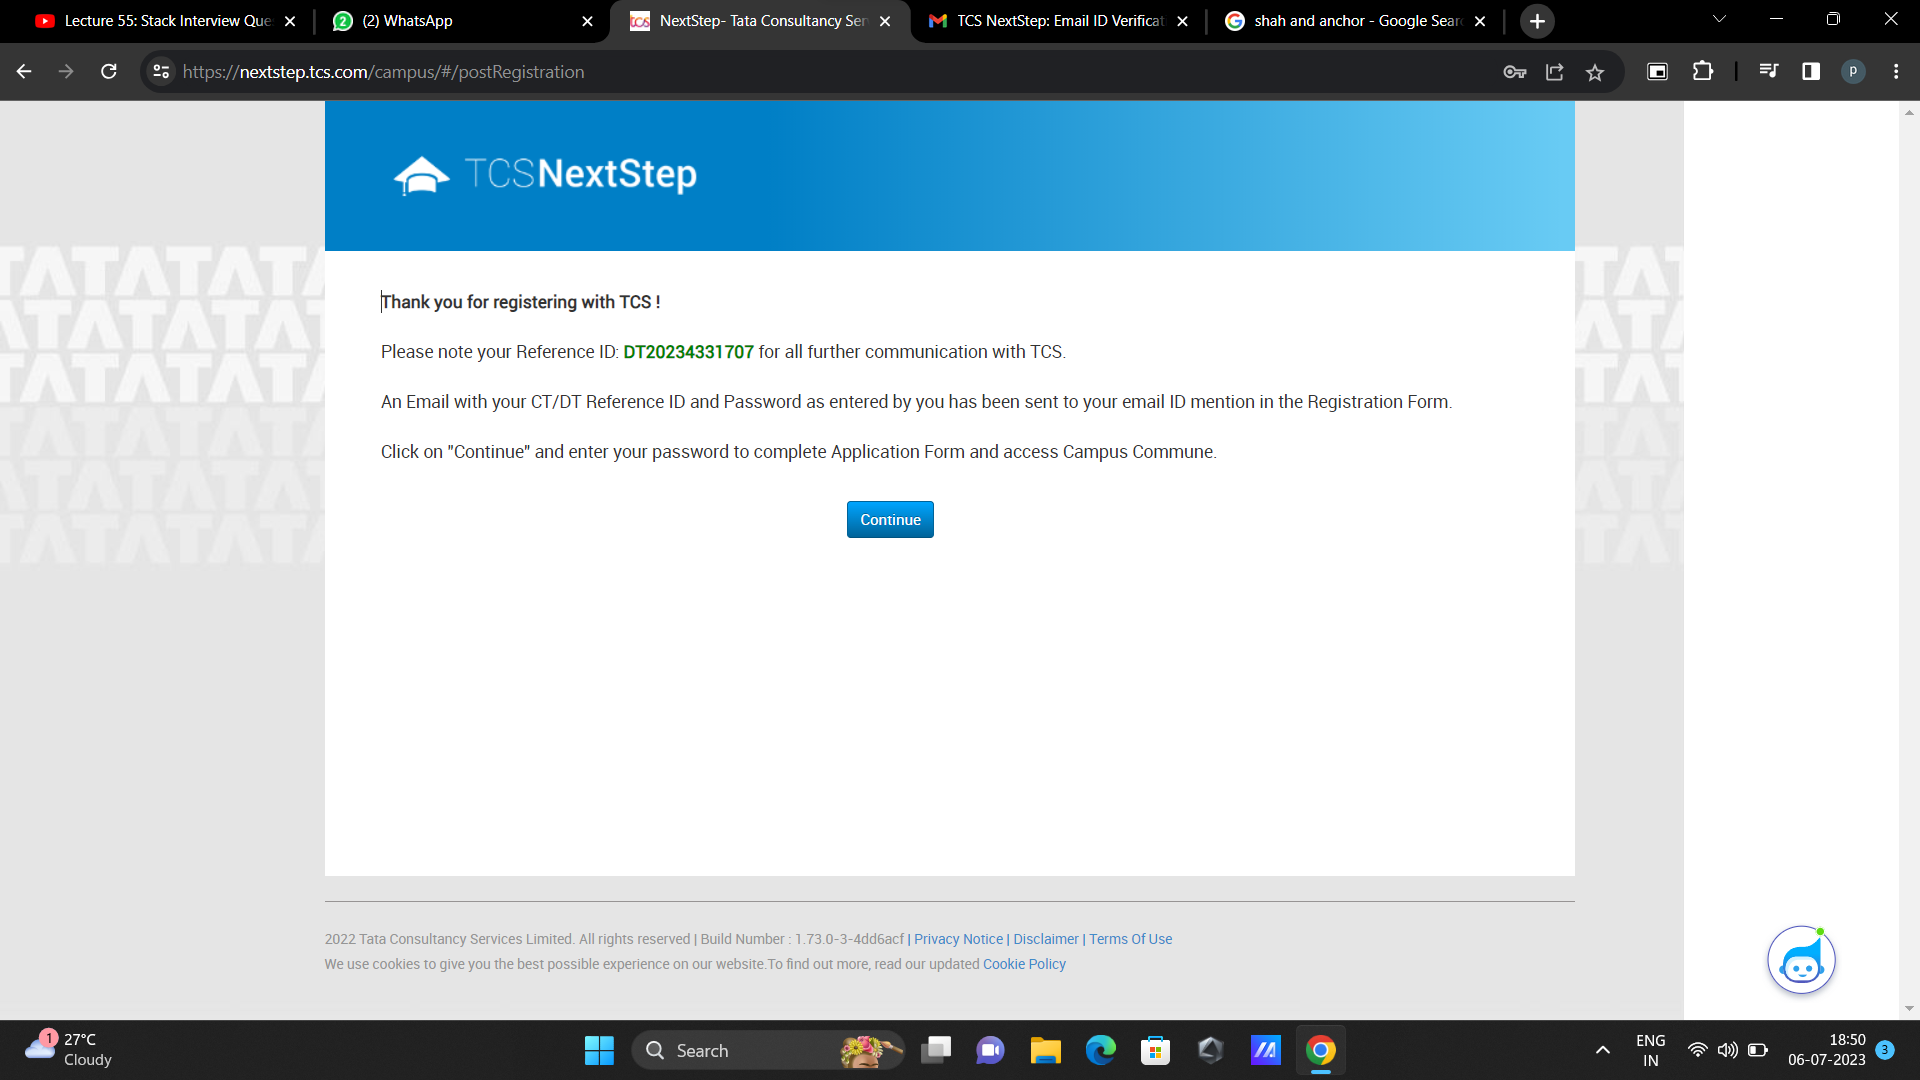 Lecture 55: Stack Interview Que
(2) WhatsApp
NextStep- Tata Consultancy Ser
TCS NextStep: Email ID Verificat
shah and anchor - Google Sear
https://nextstep.tcs.com/campus/#/postRegistration
p
TCSNextStep
Thank you for registering with TCS !
Please note your Reference ID: DT20234331707 for all further communication with TCS.
An Email with your CT/DT Reference ID and Password as entered by you has been sent to your email ID mention in the Registration Form.
Click on "Continue" and enter your password to complete Application Form and access Campus Commune.
Continue
2022 Tata Consultancy Services Limited. All rights reserved | Build Number : 1.73.0-3-4dd6acf | Privacy Notice | Disclaimer | Terms Of Use
We use cookies to give you the best possible experience on our website.To find out more, read our updated Cookie Policy
1
27°C
Cloudy
Search
ENG
IN
18:50
06-07-2023
3